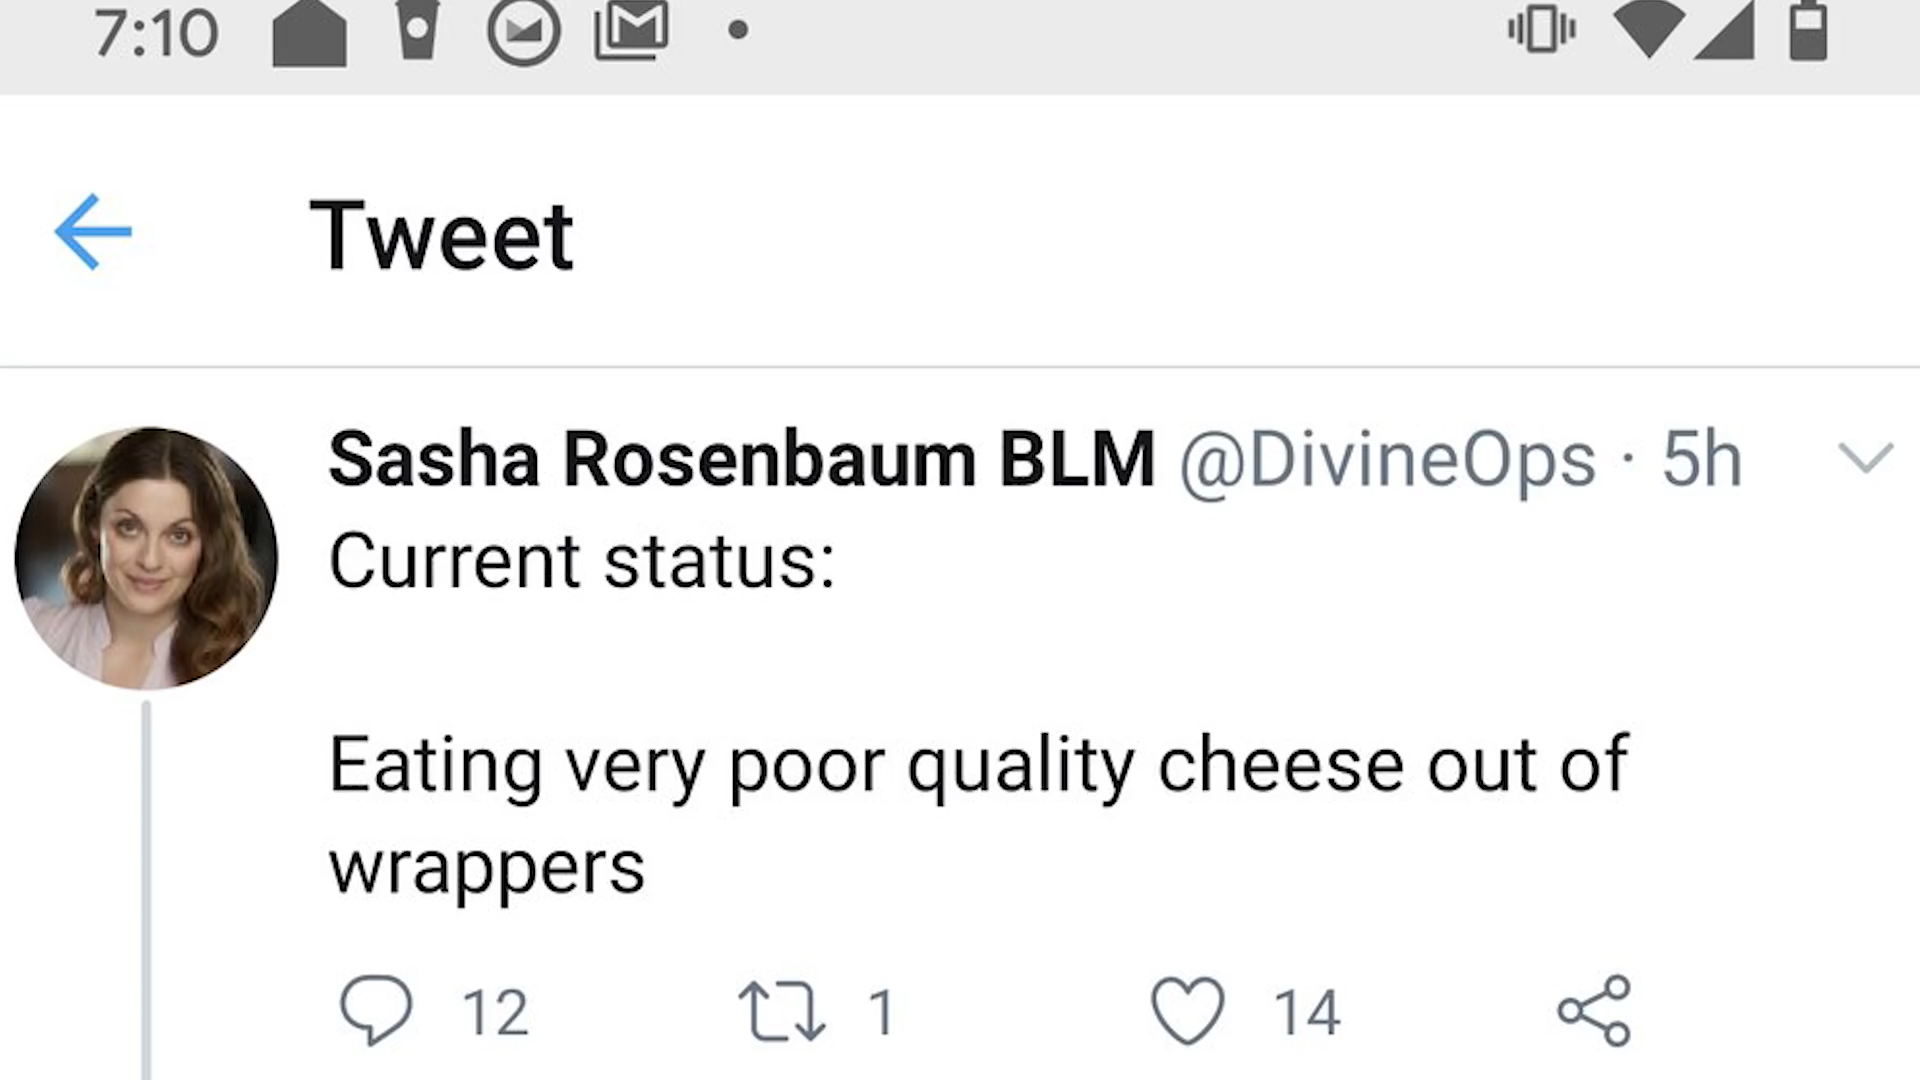 7:10
Tweet
Sasha Rosenbaum BLM @DivineOps · 5h
Current status:
Eating very poor quality cheese out of
wrappers
12 1 14